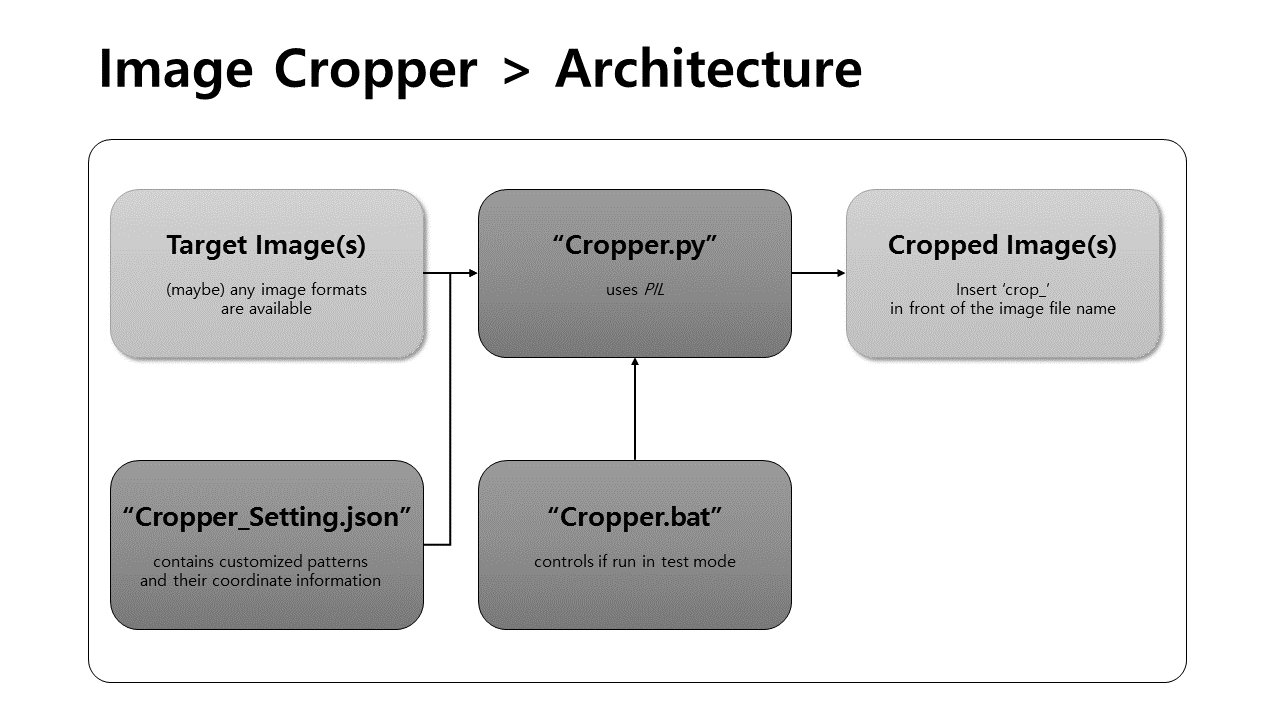 Image Cropper > Architecture
Target Image(s)
(maybe) any image formats
are available
“Cropper.py”
uses PIL
Cropped Image(s)
Insert ‘crop_’
in front of the image file name
“Cropper_Setting.json”
contains customized patterns
and their coordinate information
“Cropper.bat”
controls if run in test mode